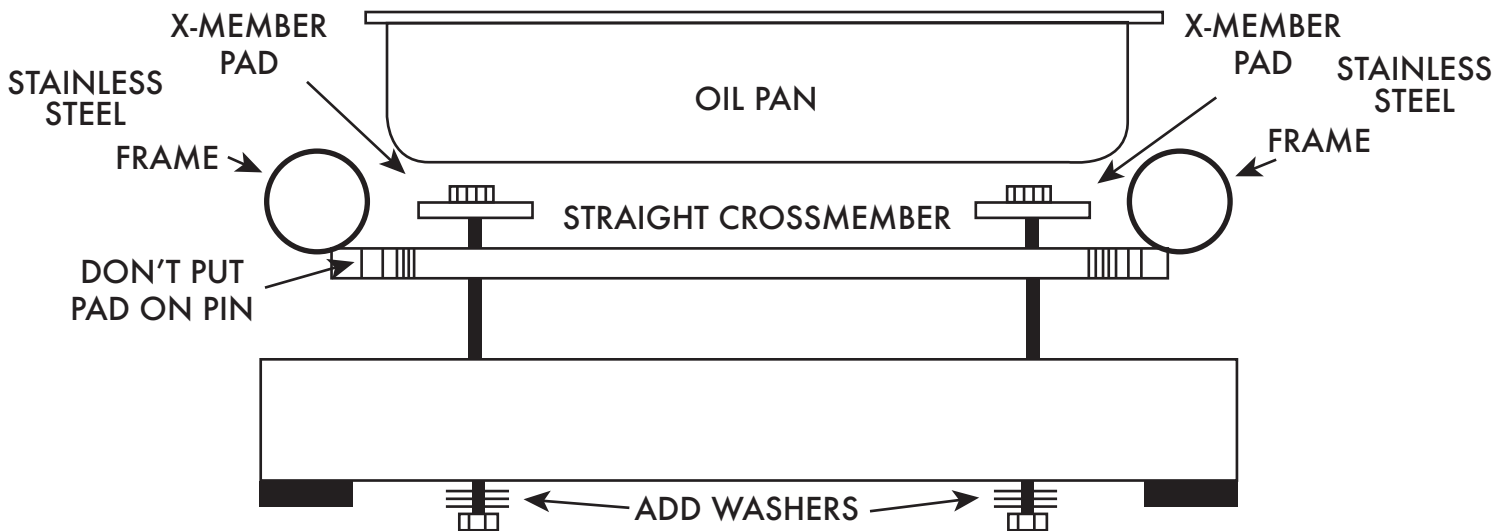 X-MEMBER
PAD
STAINLESS
STEEL
FRAME
OIL PAN
X-MEMBER
PAD
STAINLESS
STEEL
FRAME
STRAIGHT CROSSMEMBER
DON'T PUT
PAD ON PIN
ADD WASHERS